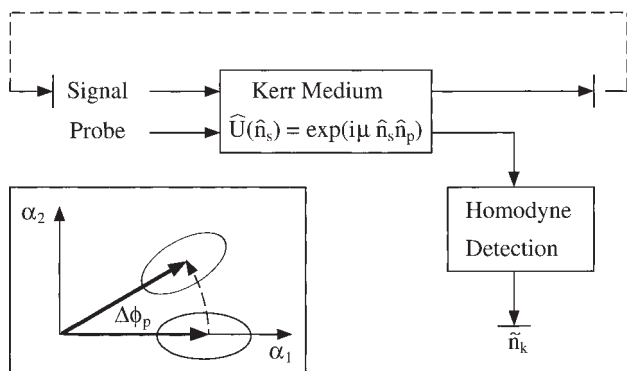 Signal
Probe
Kerr Medium
Û(n̂ₛ) = exp(iμ n̂ₛn̂ₚ)
Homodyne
Detection
ñₖ
α₂
Δϕₚ
α₁